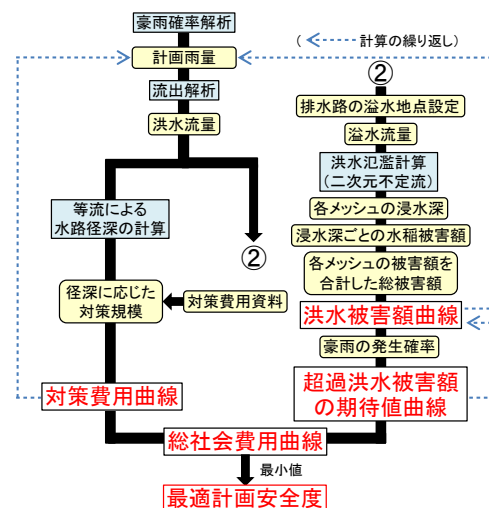 豪雨確率解析
計画雨量
流出解析
洪水流量
等流による
水路径深の計算
②
径深に応じた
対策規模
対策費用資料
対策費用曲線
( 計算の繰り返し)
②
排水路の溢水地点設定
溢水流量
洪水氾濫計算
(二次元不定流)
各メッシュの浸水深
浸水深ごとの水稲被害額
各メッシュの被害額を
合計した総被害額
洪水被害額曲線
豪雨の発生確率
超過洪水被害額
の期待値曲線
総社会費用曲線
最小値
最適計画安全度